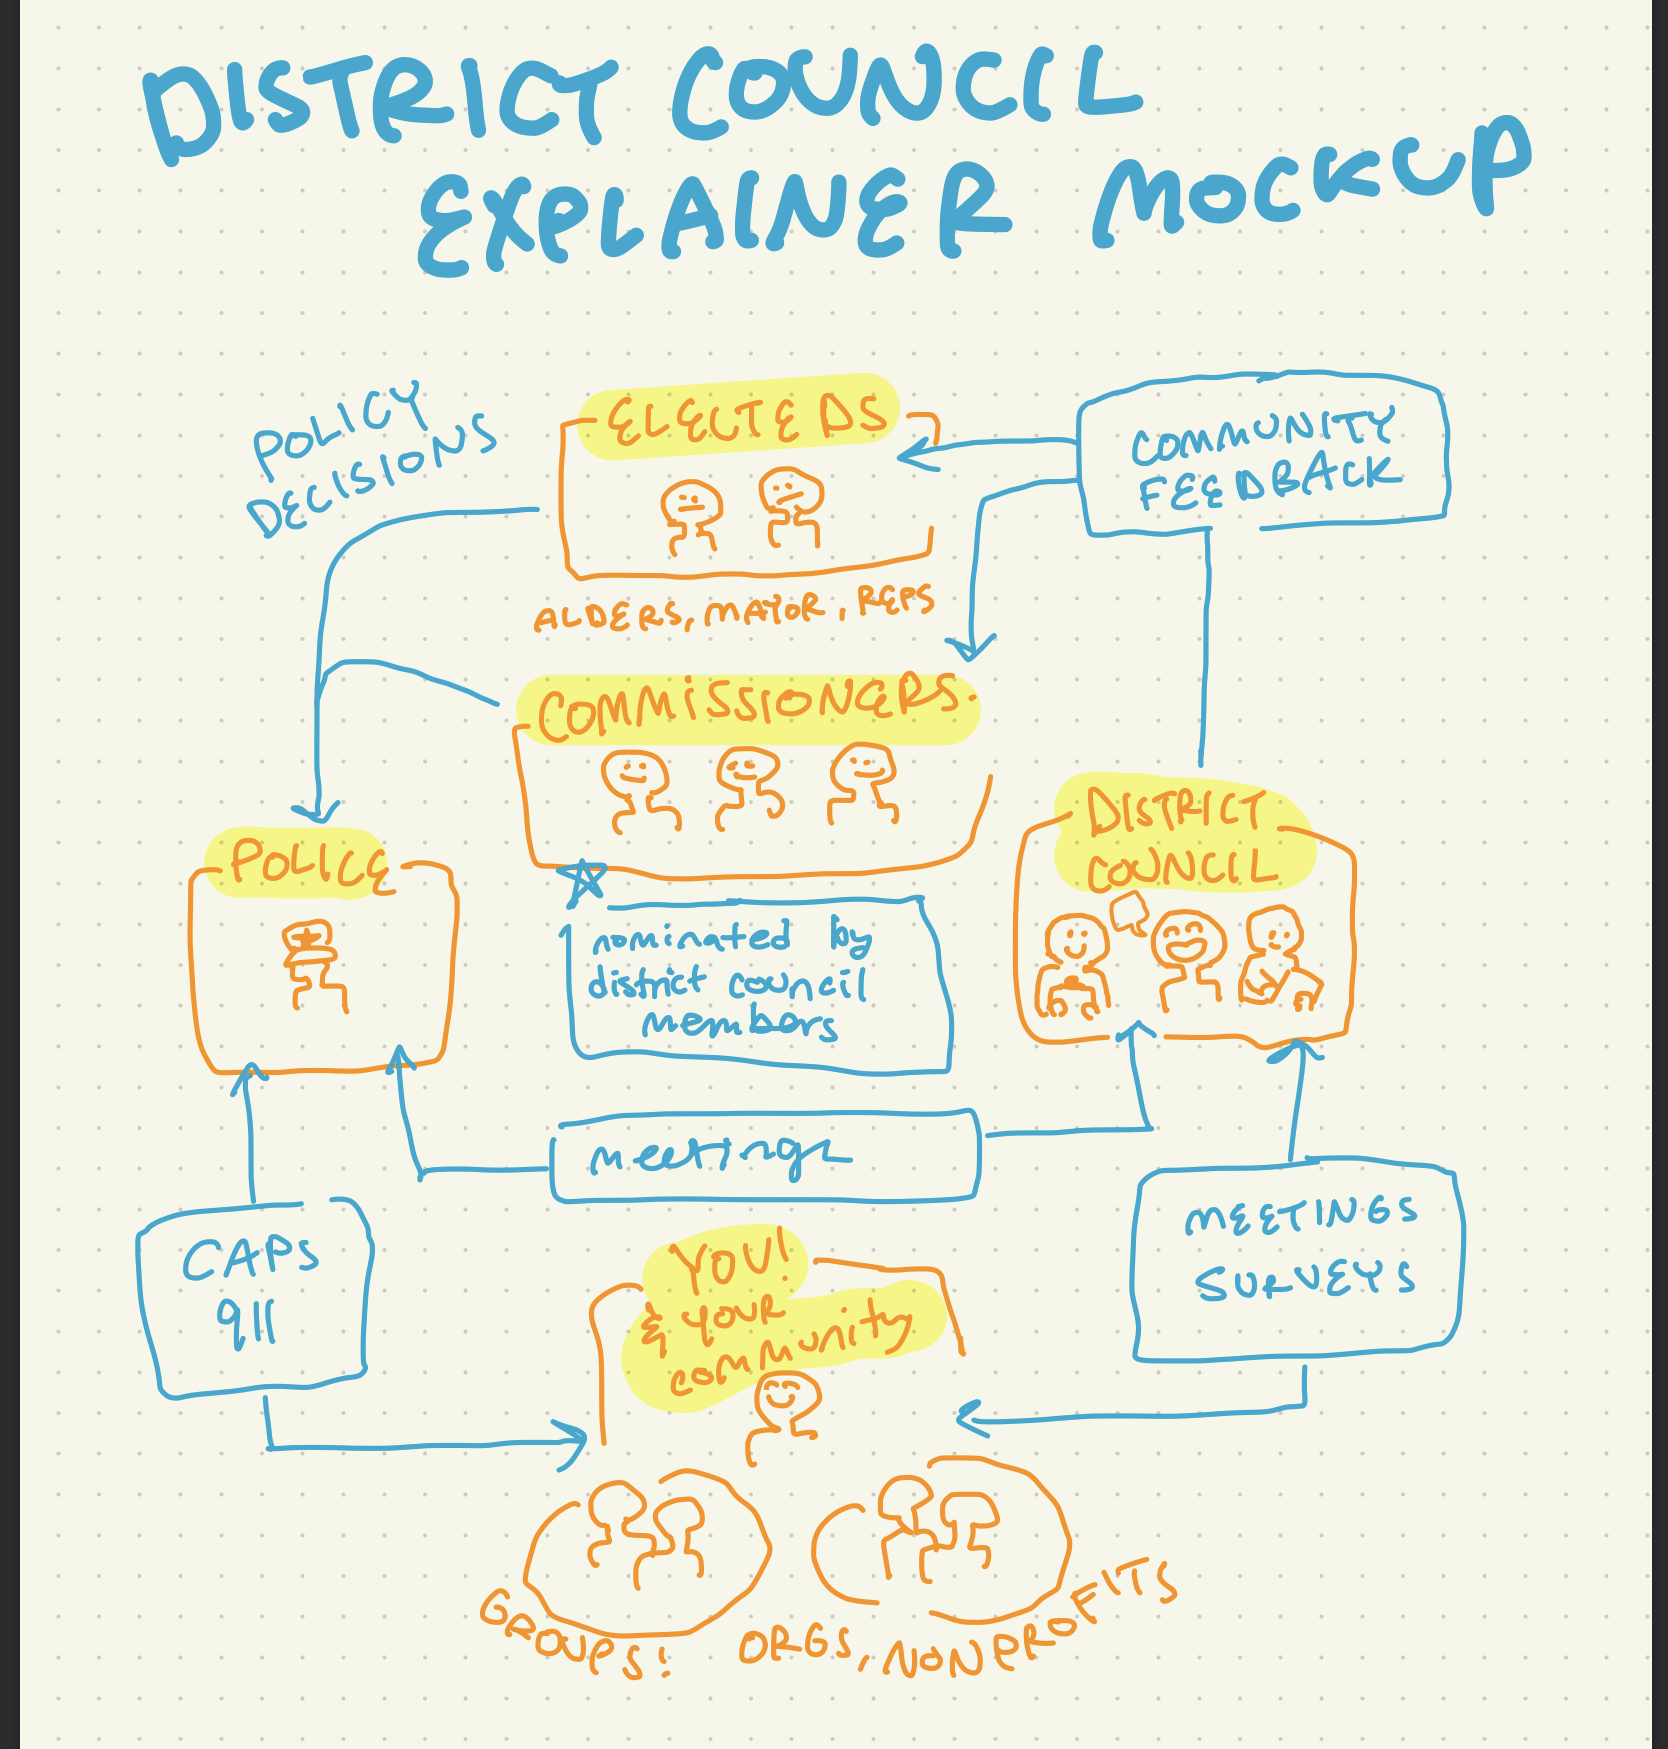 DISTRICT COUNCIL
EXPLAINER MOCKUP
POLICY
DECISIONS
ELECTEDS
ALDERS, MAYOR, REPS
COMMUNITY
FEEDBACK
COMMISSIONERS
POLICE
DISTRICT
COUNCIL
nominated by
district council
members
meetings
CAPS
911
YOU!
& YOUR
community
MEETINGS
SURVEYS
GROUPS!
ORGS, NONPROFITS